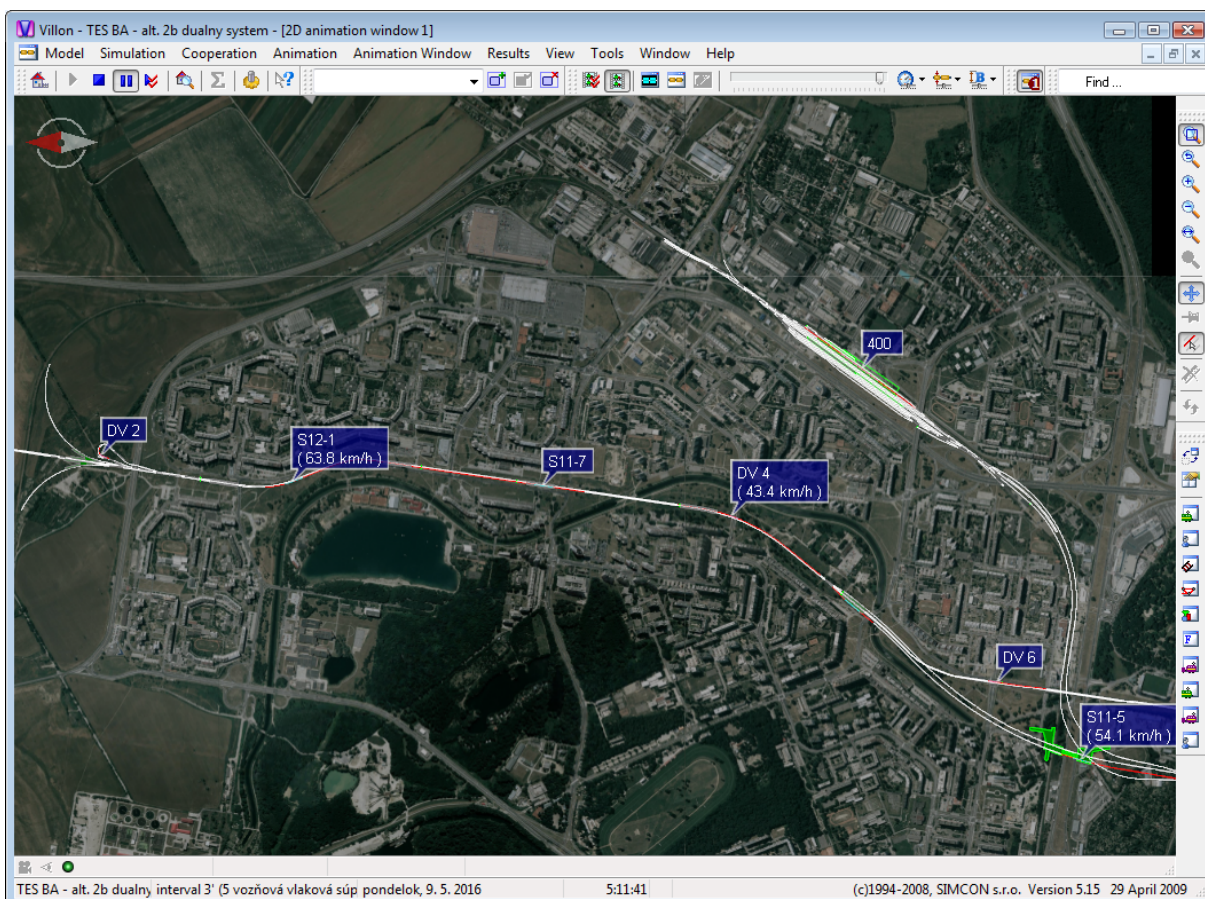 Villon - TES BA - alt. 2b dualny system - [2D animation window 1]
Model Simulation Cooperation Animation Animation Window Results View Tools Window Help
Find ...
400
DV 2
S12-1
( 63.8 km/h )
S11-7
DV 4
( 43.4 km/h )
DV 6
S11-5
( 54.1 km/h )
TES BA - alt. 2b dualny interval 3' (5 vozňová vlaková súp pondelok, 9. 5. 2016 5:11:41 (c)1994-2008, SIMCON s.r.o. Version 5.15 29 April 2009